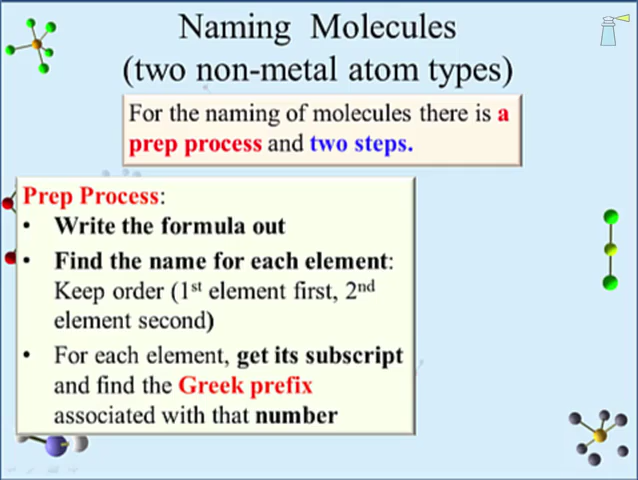 Naming Molecules
(two non-metal atom types)
For the naming of molecules there is a
prep process and two steps.
Prep Process:
• Write the formula out
• Find the name for each element:
Keep order (1st element first, 2nd
element second)
• For each element, get its subscript
and find the Greek prefix
associated with that number